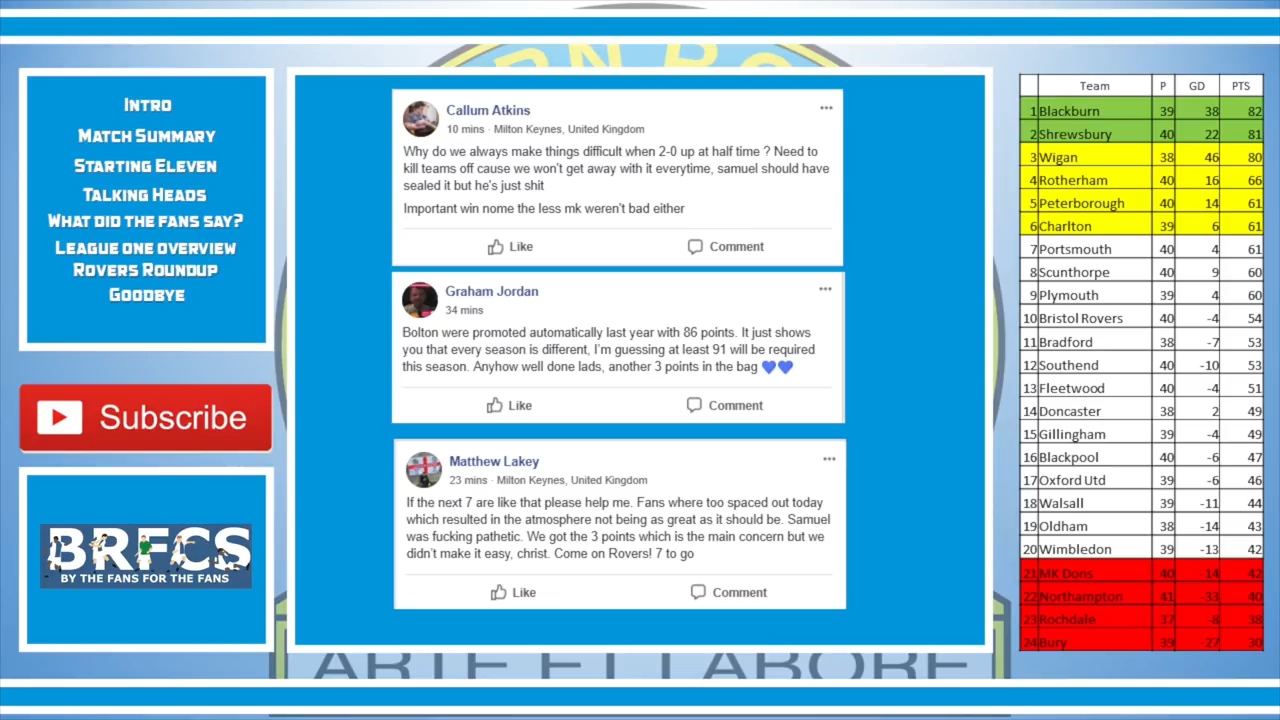 RN RO
INTRO
MATCH SUMMARY
STARTING ELEVEN
TALKING HEADS
WHAT DID THE FANS SAY?
LEAGUE ONE OVERVIEW
ROVERS ROUNDUP
GOODBYE
Subscribe
BRFCS
BY THE FANS FOR THE FANS
Callum Atkins
10 mins · Milton Keynes, United Kingdom
Why do we always make things difficult when 2-0 up at half time ? Need to
kill teams off cause we won't get away with it everytime, samuel should have
sealed it but he's just shit
Important win nome the less mk weren't bad either
Like Comment
Graham Jordan
34 mins
Bolton were promoted automatically last year with 86 points. It just shows
you that every season is different, I'm guessing at least 91 will be required
this season. Anyhow well done lads, another 3 points in the bag 💙💙
Like Comment
Matthew Lakey
23 mins · Milton Keynes, United Kingdom
If the next 7 are like that please help me. Fans where too spaced out today
which resulted in the atmosphere not being as great as it should be. Samuel
was fucking pathetic. We got the 3 points which is the main concern but we
didn't make it easy, christ. Come on Rovers! 7 to go
Like Comment
Team P GD PTS
1 Blackburn 39 38 82
2 Shrewsbury 40 22 81
3 Wigan 38 46 80
4 Rotherham 40 16 66
5 Peterborough 40 14 61
6 Charlton 39 6 61
7 Portsmouth 40 4 61
8 Scunthorpe 40 9 60
9 Plymouth 39 4 60
10 Bristol Rovers 40 -4 54
11 Bradford 38 -7 53
12 Southend 40 -10 53
13 Fleetwood 40 -4 51
14 Doncaster 38 2 49
15 Gillingham 39 -4 49
16 Blackpool 40 -6 47
17 Oxford Utd 39 -6 46
18 Walsall 39 -11 44
19 Oldham 38 -14 43
20 Wimbledon 39 -13 42
21 MK Dons 40 -14 42
22 Northampton 41 -33 40
23 Rochdale 37 -8 38
24 Bury 39 -27 30
ARTE ET LABORE